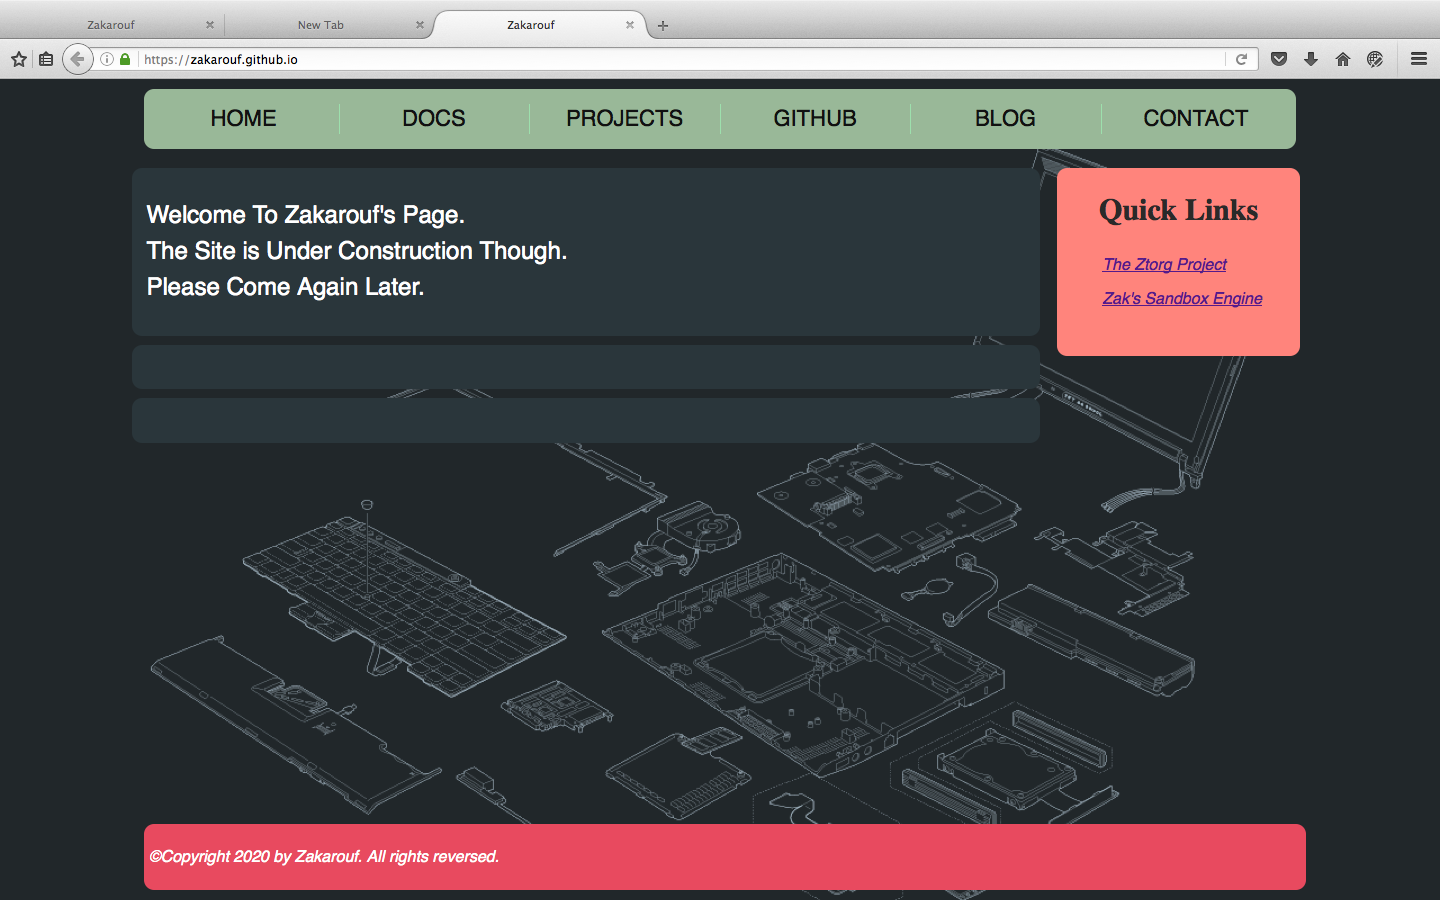 Zakarouf
New Tab
Zakarouf
https://zakarouf.github.io
HOME
DOCS
PROJECTS
GITHUB
BLOG
CONTACT
Welcome To Zakarouf's Page.
The Site is Under Construction Though.
Please Come Again Later.
Quick Links
The Ztorg Project
Zak's Sandbox Engine
©Copyright 2020 by Zakarouf. All rights reversed.